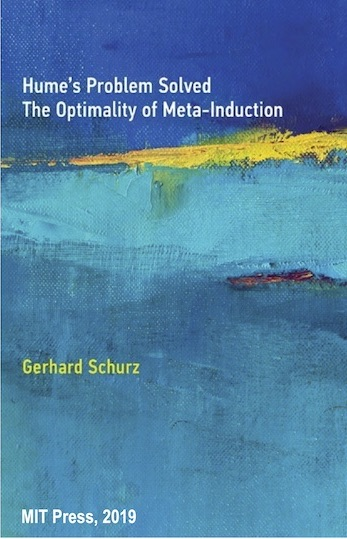 Hume's Problem Solved
The Optimality of Meta-Induction
Gerhard Schurz
MIT Press, 2019